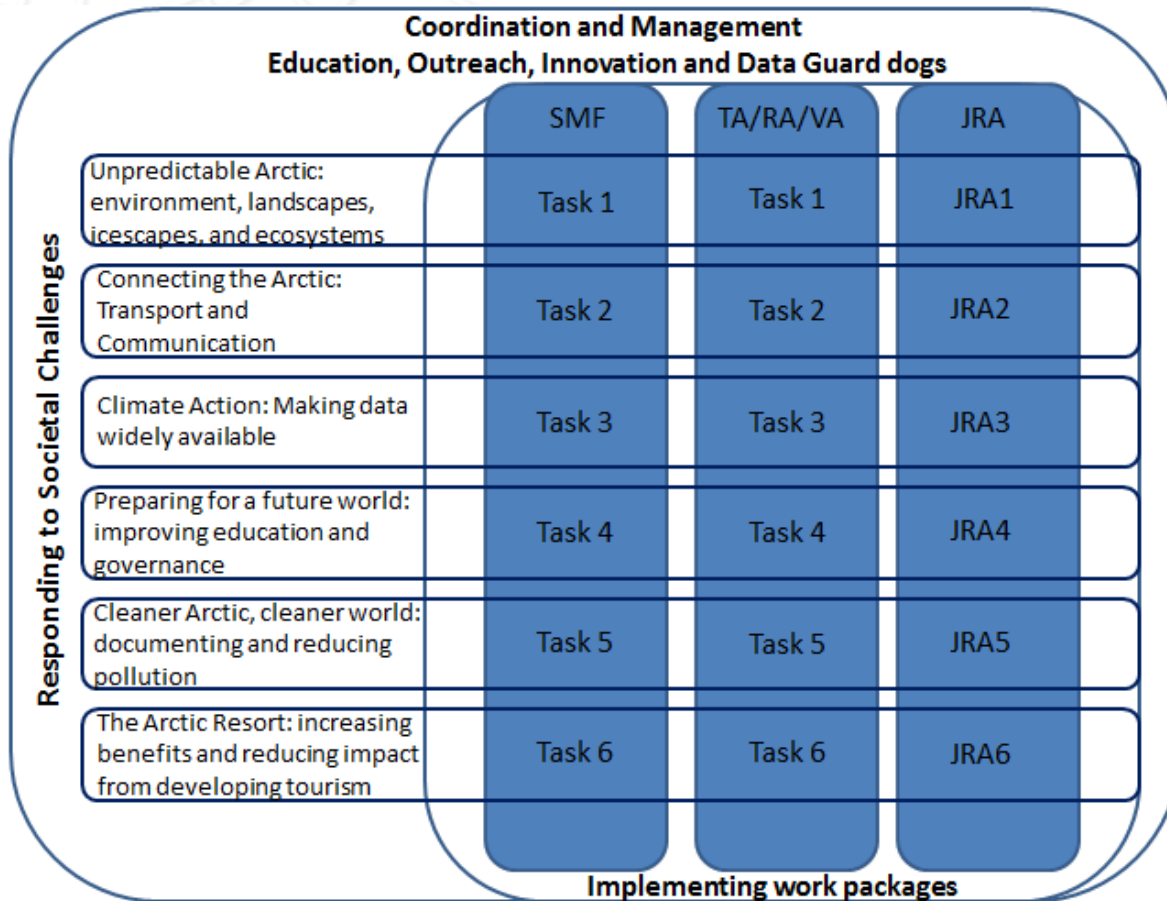 Coordination and Management
Education, Outreach, Innovation and Data Guard dogs
SMF
TA/RA/VA
JRA
Responding to Societal Challenges
Unpredictable Arctic:
environment, landscapes,
icescapes, and ecosystems
Task 1
Task 1
JRA1
Connecting the Arctic:
Transport and
Communication
Task 2
Task 2
JRA2
Climate Action: Making data
widely available
Task 3
Task 3
JRA3
Preparing for a future world:
improving education and
governance
Task 4
Task 4
JRA4
Cleaner Arctic, cleaner world:
documenting and reducing
pollution
Task 5
Task 5
JRA5
The Arctic Resort: increasing
benefits and reducing impact
from developing tourism
Task 6
Task 6
JRA6
Implementing work packages